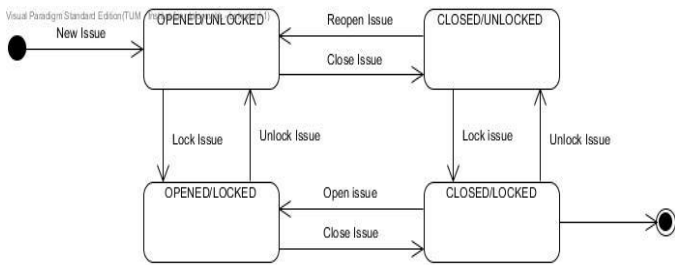 Visual Paradigm Standard Edition(TUM
OPENED/UNLOCKED
CLOSED/UNLOCKED
New Issue
Reopen Issue
Close Issue
Lock Issue
Unlock Issue
Lock issue
Unlock Issue
OPENED/LOCKED
CLOSED/LOCKED
Open issue
Close Issue